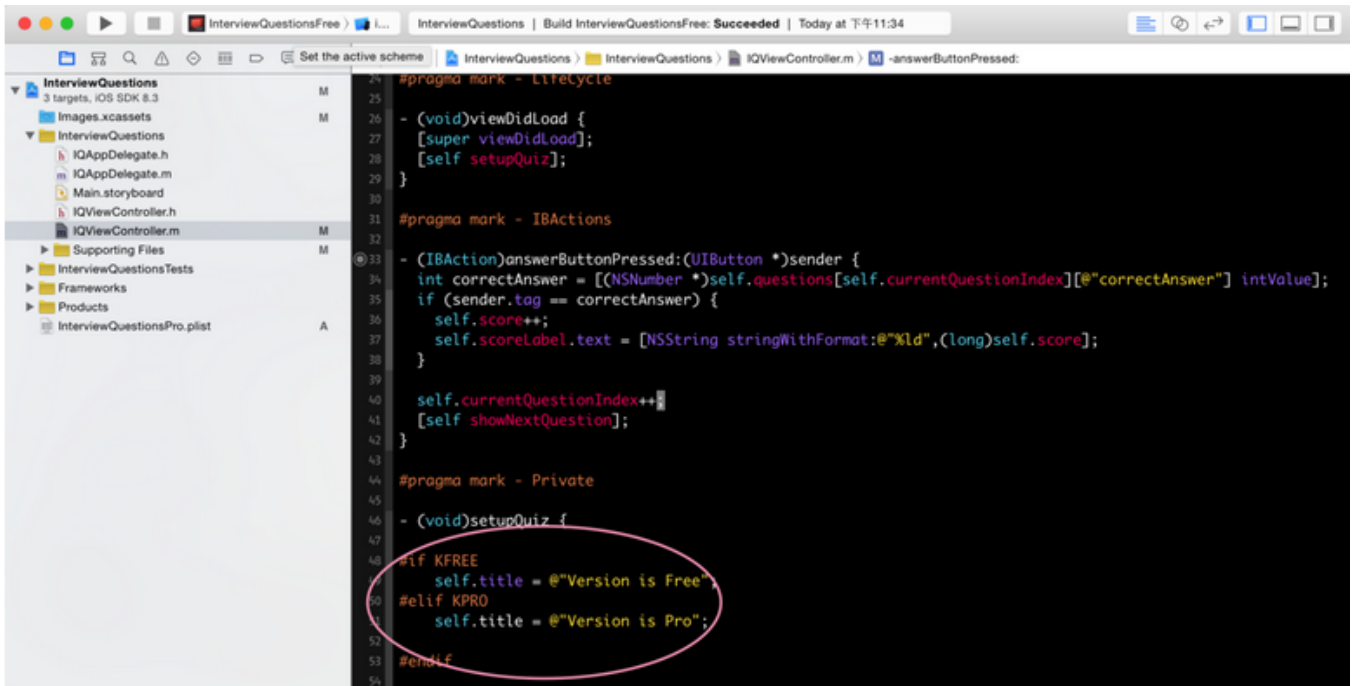 InterviewQuestionsFree 〉 i...
InterviewQuestions | Build InterviewQuestionsFree: Succeeded | Today at 下午11:34
Set the active scheme
InterviewQuestions 〉 InterviewQuestions 〉 IQViewController.m 〉 M -answerButtonPressed:
InterviewQuestions
3 targets, iOS SDK 8.3 M
Images.xcassets M
InterviewQuestions
h IQAppDelegate.h
m IQAppDelegate.m
Main.storyboard
h IQViewController.h
IQViewController.m M
Supporting Files M
InterviewQuestionsTests
Frameworks
Products
InterviewQuestionsPro.plist A
24 #pragma mark - LifeCycle
25
26 - (void)viewDidLoad {
27 [super viewDidLoad];
28 [self setupQuiz];
29 }
30
31 #pragma mark - IBActions
32
33 - (IBAction)answerButtonPressed:(UIButton *)sender {
34 int correctAnswer = [(NSNumber *)self.questions[self.currentQuestionIndex][@"correctAnswer"] intValue];
35 if (sender.tag == correctAnswer) {
36 self.score++;
37 self.scoreLabel.text = [NSString stringWithFormat:@"%ld",(long)self.score];
38 }
39
40 self.currentQuestionIndex++;
41 [self showNextQuestion];
42 }
43
44 #pragma mark - Private
45
46 - (void)setupQuiz {
47
48 #if KFREE
49 self.title = @"Version is Free";
50 #elif KPRO
51 self.title = @"Version is Pro";
52
53 #endif
54